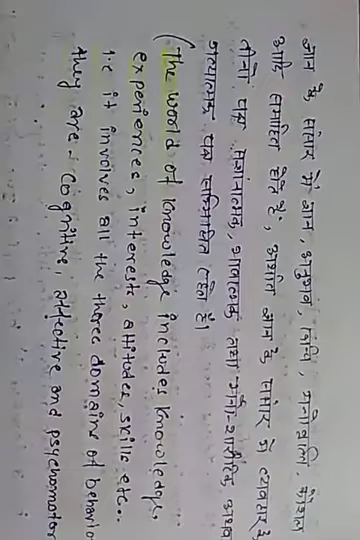 ज्ञान के संसार में ज्ञान, अनुभव, रुचि, मनोवृत्ति, कौशल
आदि समाहित होते हैं, अर्थात ज्ञान के संसार में व्यवहार के
तीनों पक्ष संज्ञानात्मक, भावात्मक तथा मनो-शारीरिक अथवा
क्रियात्मक पक्ष सम्मिलित रहते हैं।
(The world of knowledge includes knowledge,
experiences, interests, attitudes, skills etc..
i.e it involves all the three domains of behavio
they are - Cognitive, affective and psychomotor